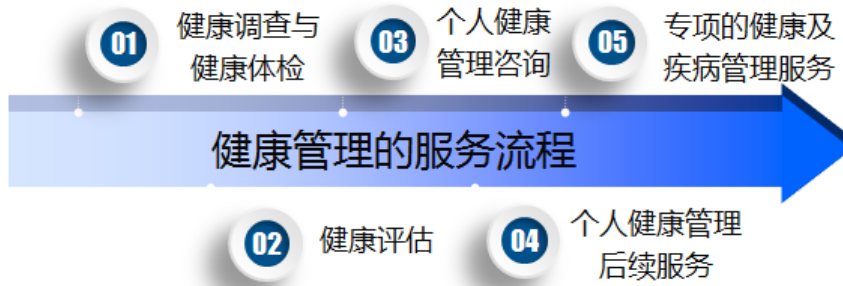 01
健康调查与
健康体检
03
个人健康
管理咨询
05
专项的健康及
疾病管理服务
健康管理的服务流程
02
健康评估
04
个人健康管理
后续服务